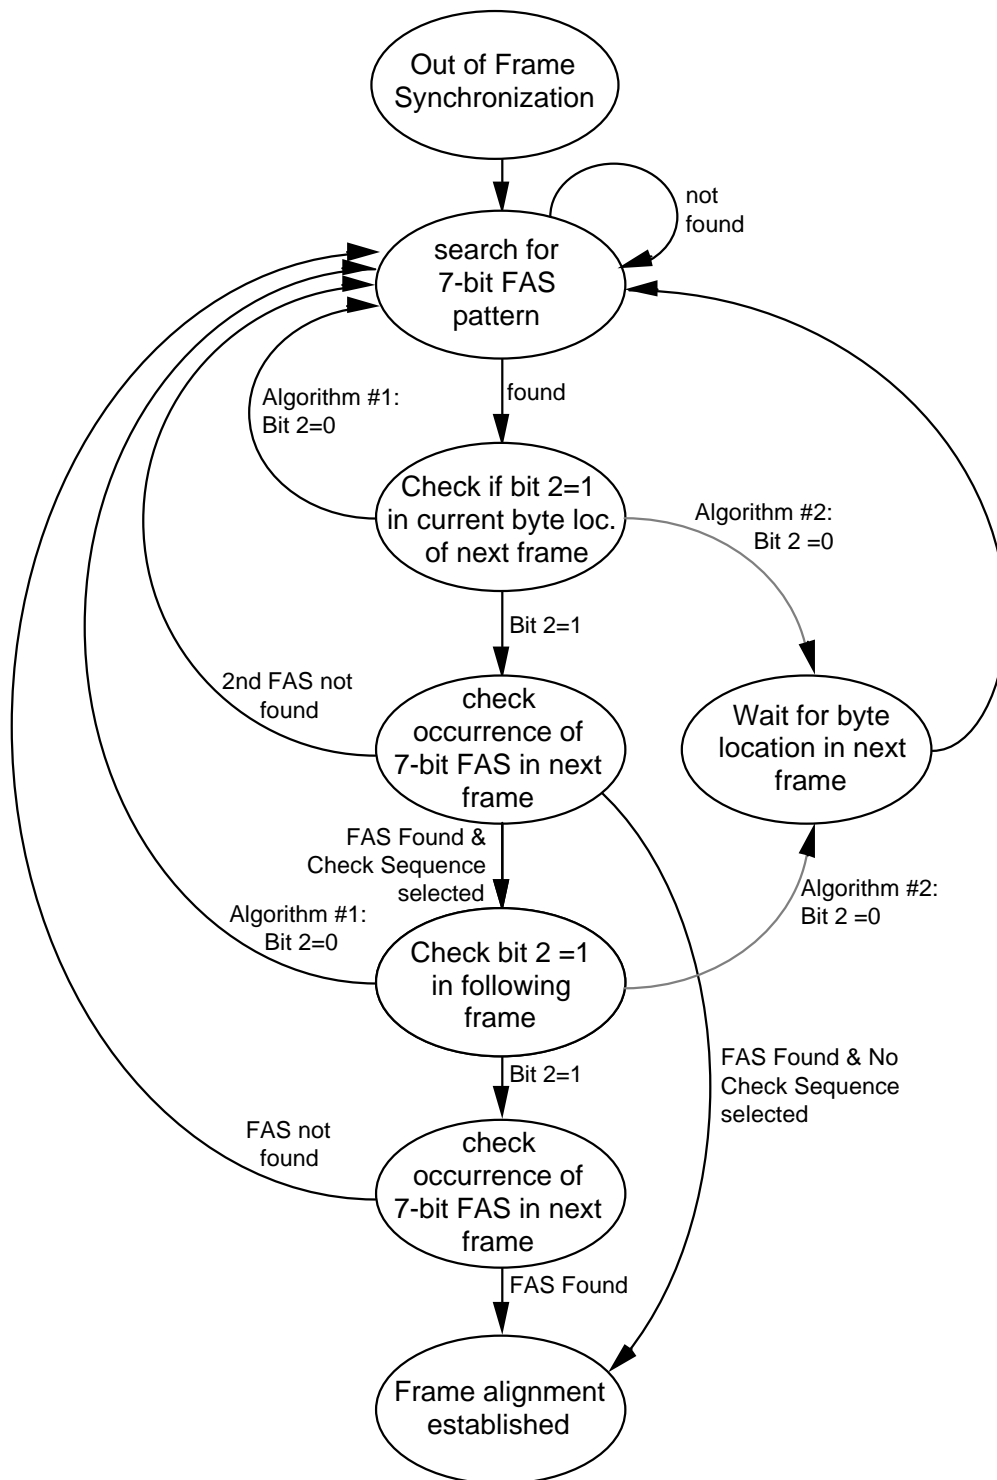 Out of Frame
Synchronization
not
found
search for
7-bit FAS
pattern
found
Algorithm #1:
Bit 2=0
Check if bit 2=1
in current byte loc.
of next frame
Algorithm #2:
Bit 2 =0
Bit 2=1
2nd FAS not
found
check
occurrence of
7-bit FAS in next
frame
Wait for byte
location in next
frame
FAS Found &
Check Sequence
selected
Algorithm #2:
Bit 2 =0
Algorithm #1:
Bit 2=0
Check bit 2 =1
in following
frame
FAS Found & No
Check Sequence
selected
Bit 2=1
FAS not
found
check
occurrence of
7-bit FAS in next
frame
FAS Found
Frame alignment
established